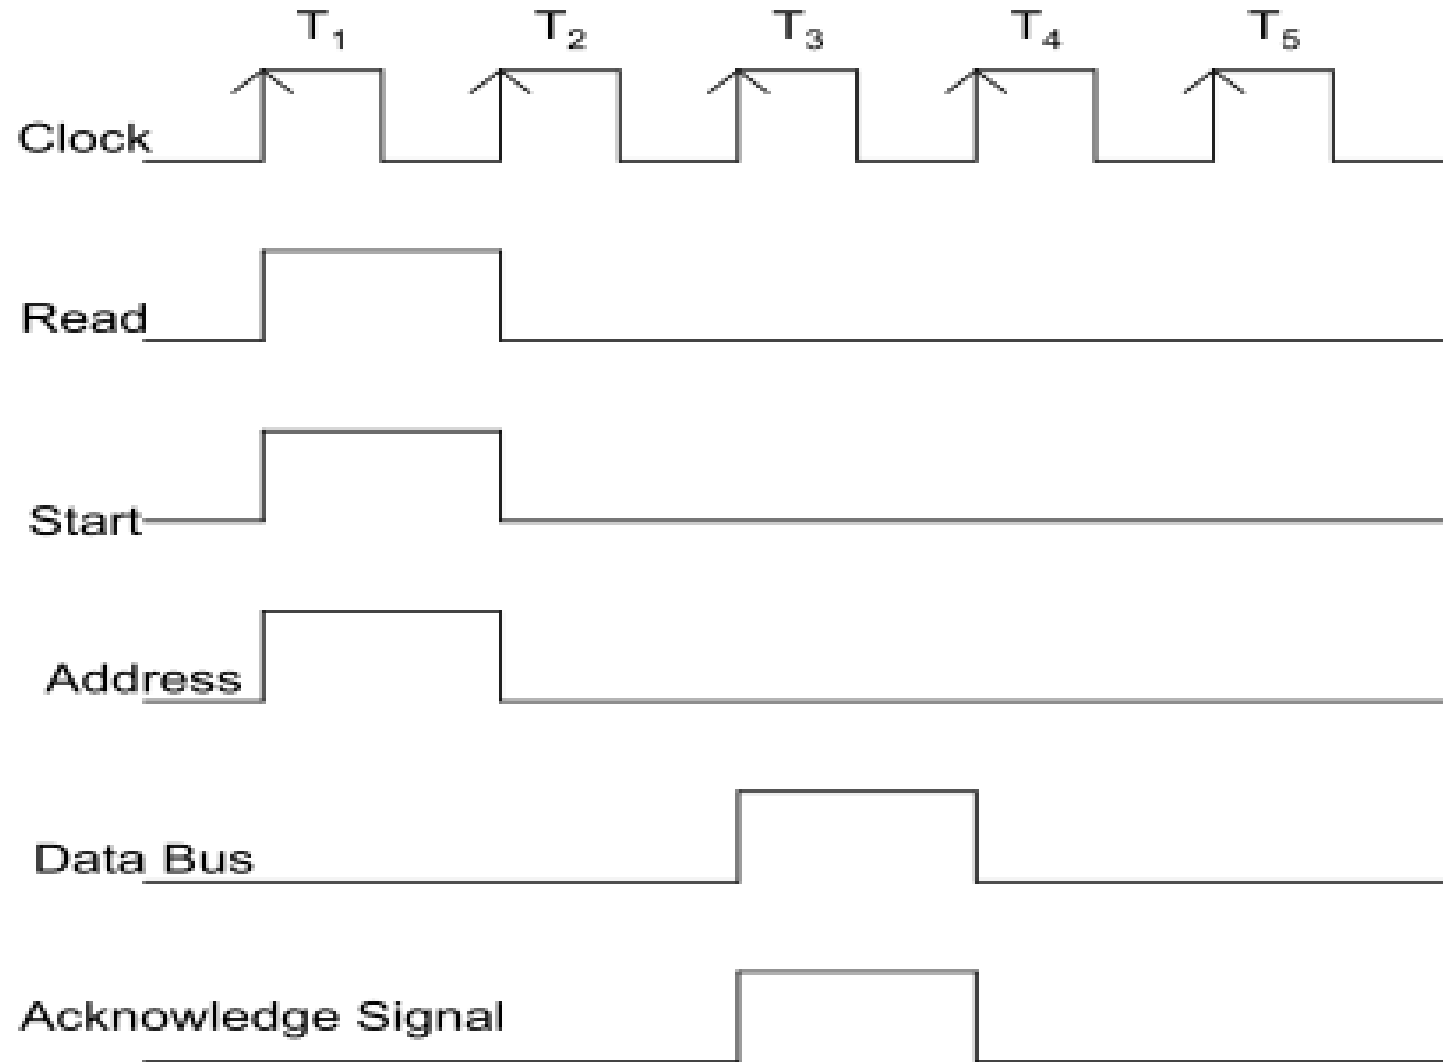 T1 T2 T3 T4 T5
Clock
Read
Start
Address
Data Bus
Acknowledge Signal